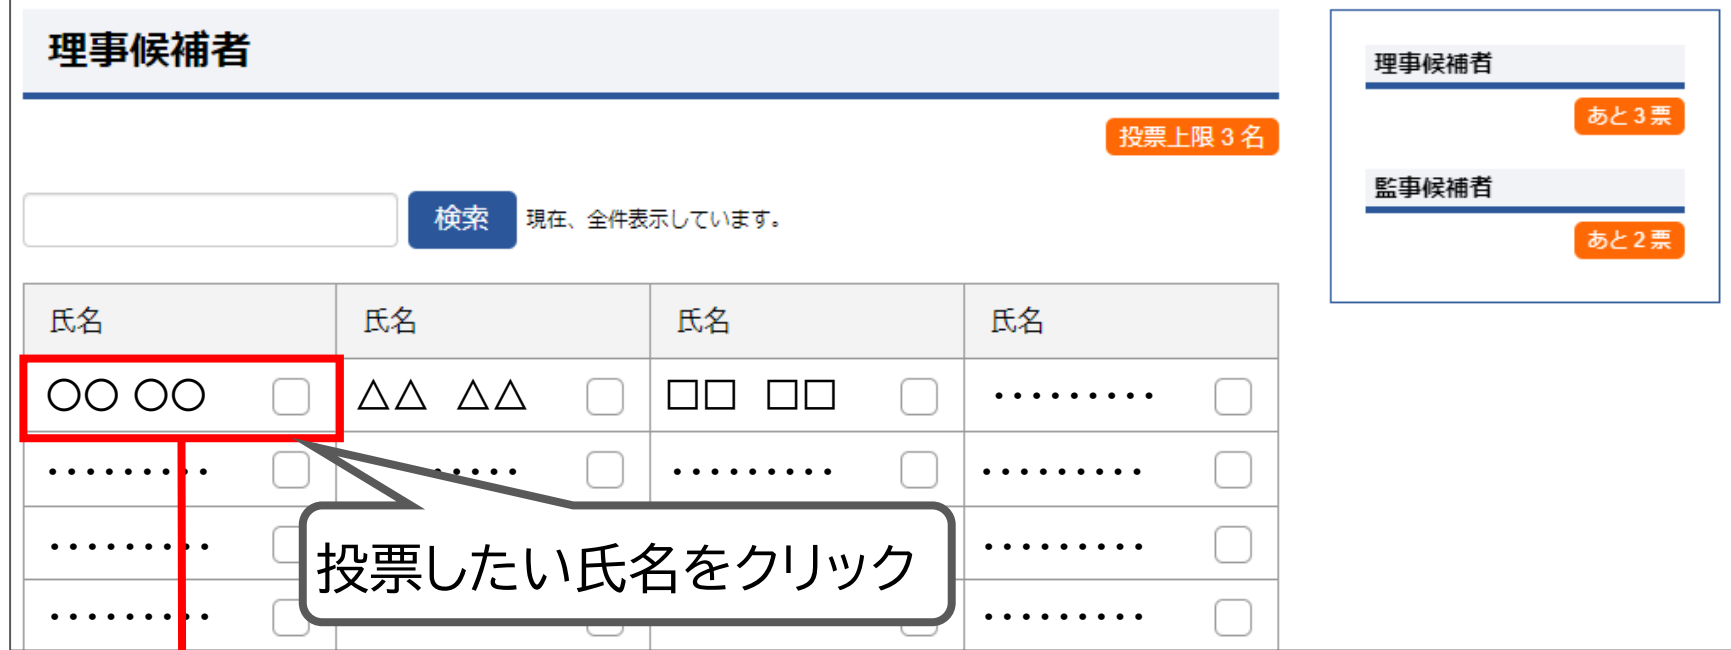 理事候補者
投票上限 3 名
検索 現在、全件表示しています。
氏名 氏名 氏名 氏名
〇〇 〇〇 △△ △△ □□ □□ ・・・・・・・・・
・・・・・・・・・ ・・・・・ ・・・・・・・・・ ・・・・・・・・・
・・・・・・・・・ ・・・・・・・・・
投票したい氏名をクリック
・・・・・・・・・ ・・・・・・・・・
理事候補者
あと 3 票
監事候補者
あと 2 票